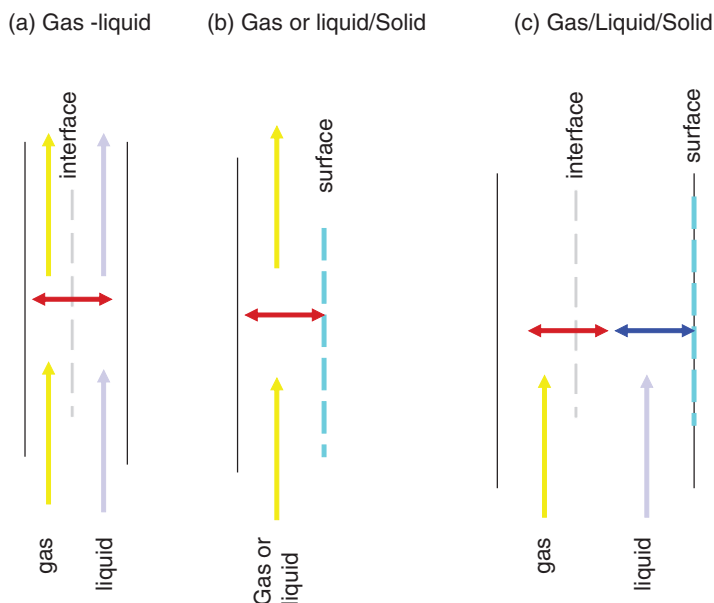 (a) Gas -liquid
(b) Gas or liquid/Solid
(c) Gas/Liquid/Solid
interface
surface
interface
surface
gas
liquid
Gas or
liquid
gas
liquid